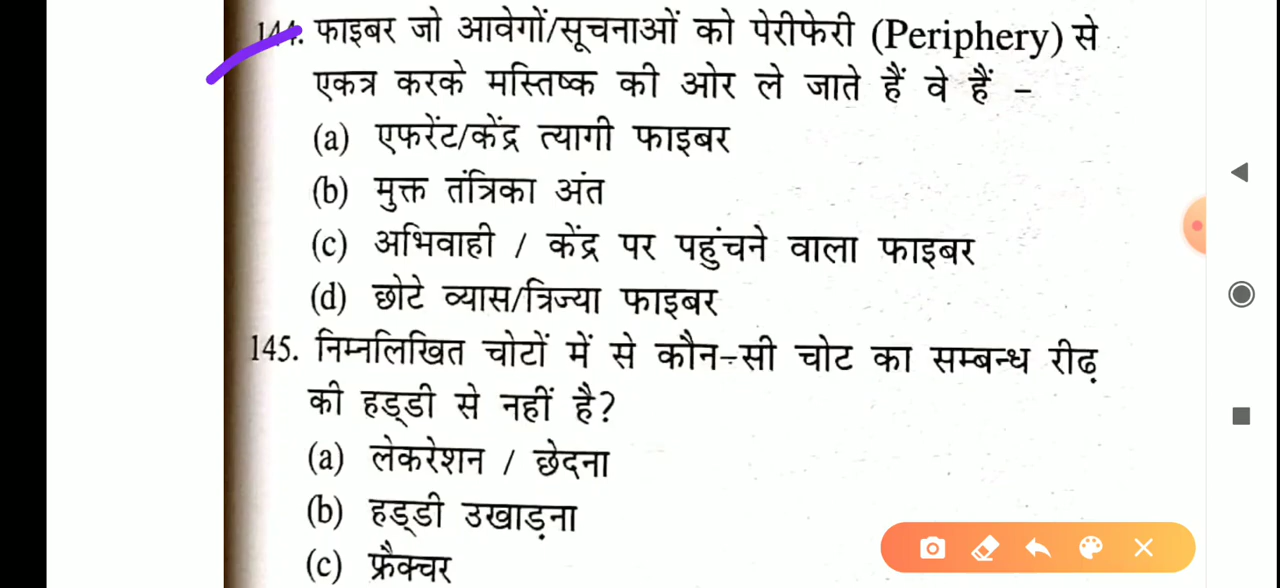 144. फाइबर जो आवेगों/सूचनाओं को पेरीफेरी (Periphery) से
एकत्र करके मस्तिष्क की ओर ले जाते हैं वे हैं -
(a) एफरेंट/केंद्र त्यागी फाइबर
(b) मुक्त तंत्रिका अंत
(c) अभिवाही / केंद्र पर पहुंचने वाला फाइबर
(d) छोटे व्यास/त्रिज्या फाइबर
145. निम्नलिखित चोटों में से कौन-सी चोट का सम्बन्ध रीढ़
की हड्डी से नहीं है?
(a) लेकरेशन / छेदना
(b) हड्डी उखाड़ना
(c) फ्रैक्चर